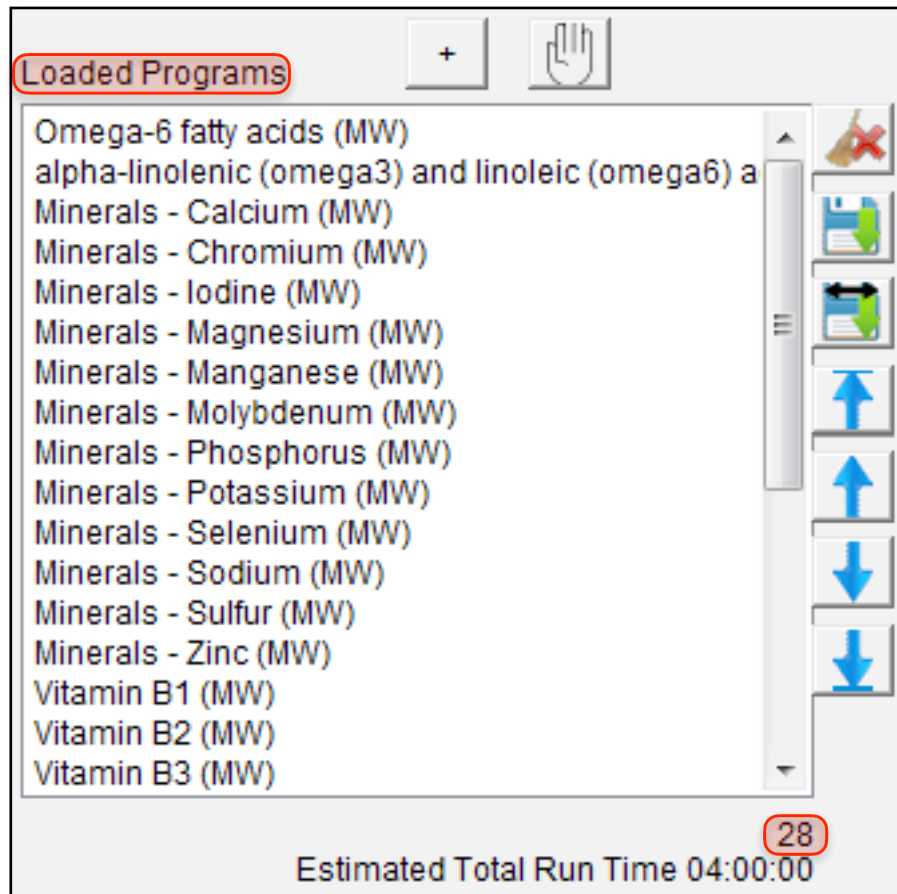 +
Loaded Programs
Omega-6 fatty acids (MW)
alpha-linolenic (omega3) and linoleic (omega6) a
Minerals - Calcium (MW)
Minerals - Chromium (MW)
Minerals - Iodine (MW)
Minerals - Magnesium (MW)
Minerals - Manganese (MW)
Minerals - Molybdenum (MW)
Minerals - Phosphorus (MW)
Minerals - Potassium (MW)
Minerals - Selenium (MW)
Minerals - Sodium (MW)
Minerals - Sulfur (MW)
Minerals - Zinc (MW)
Vitamin B1 (MW)
Vitamin B2 (MW)
Vitamin B3 (MW)
28
Estimated Total Run Time 04:00:00